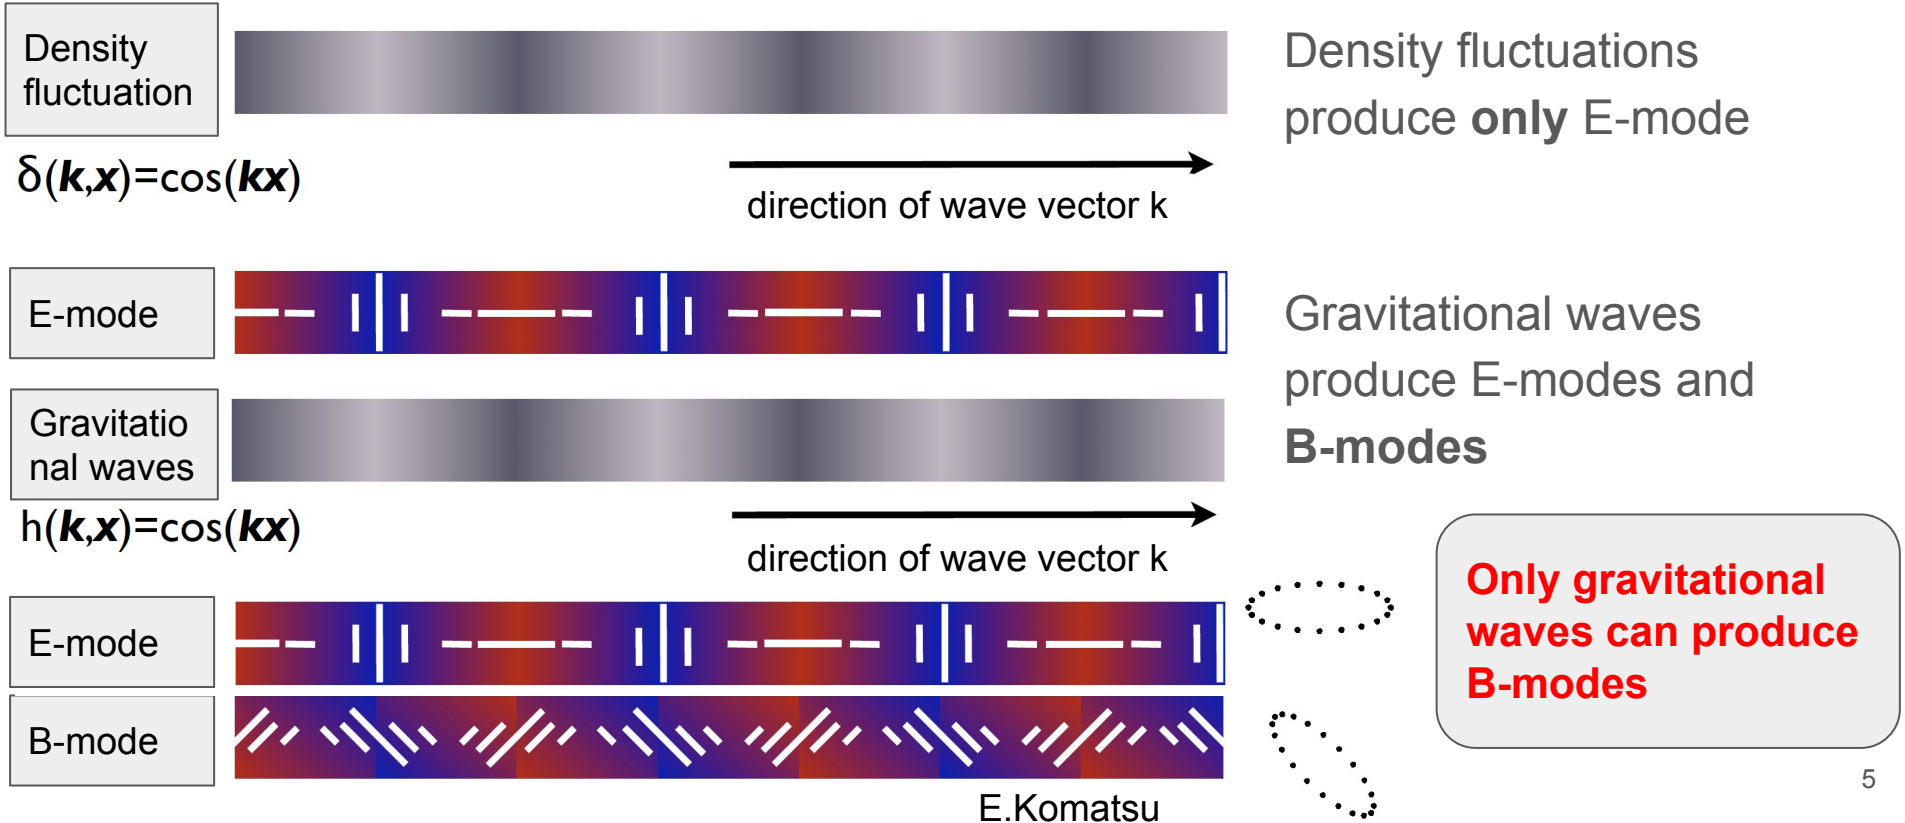 Density
fluctuation
δ(k,x)=cos(kx)
direction of wave vector k
Density fluctuations
produce only E-mode
E-mode
Gravitatio
nal waves
h(k,x)=cos(kx)
direction of wave vector k
Gravitational waves
produce E-modes and
B-modes
E-mode
B-mode
E.Komatsu
Only gravitational
waves can produce
B-modes
5